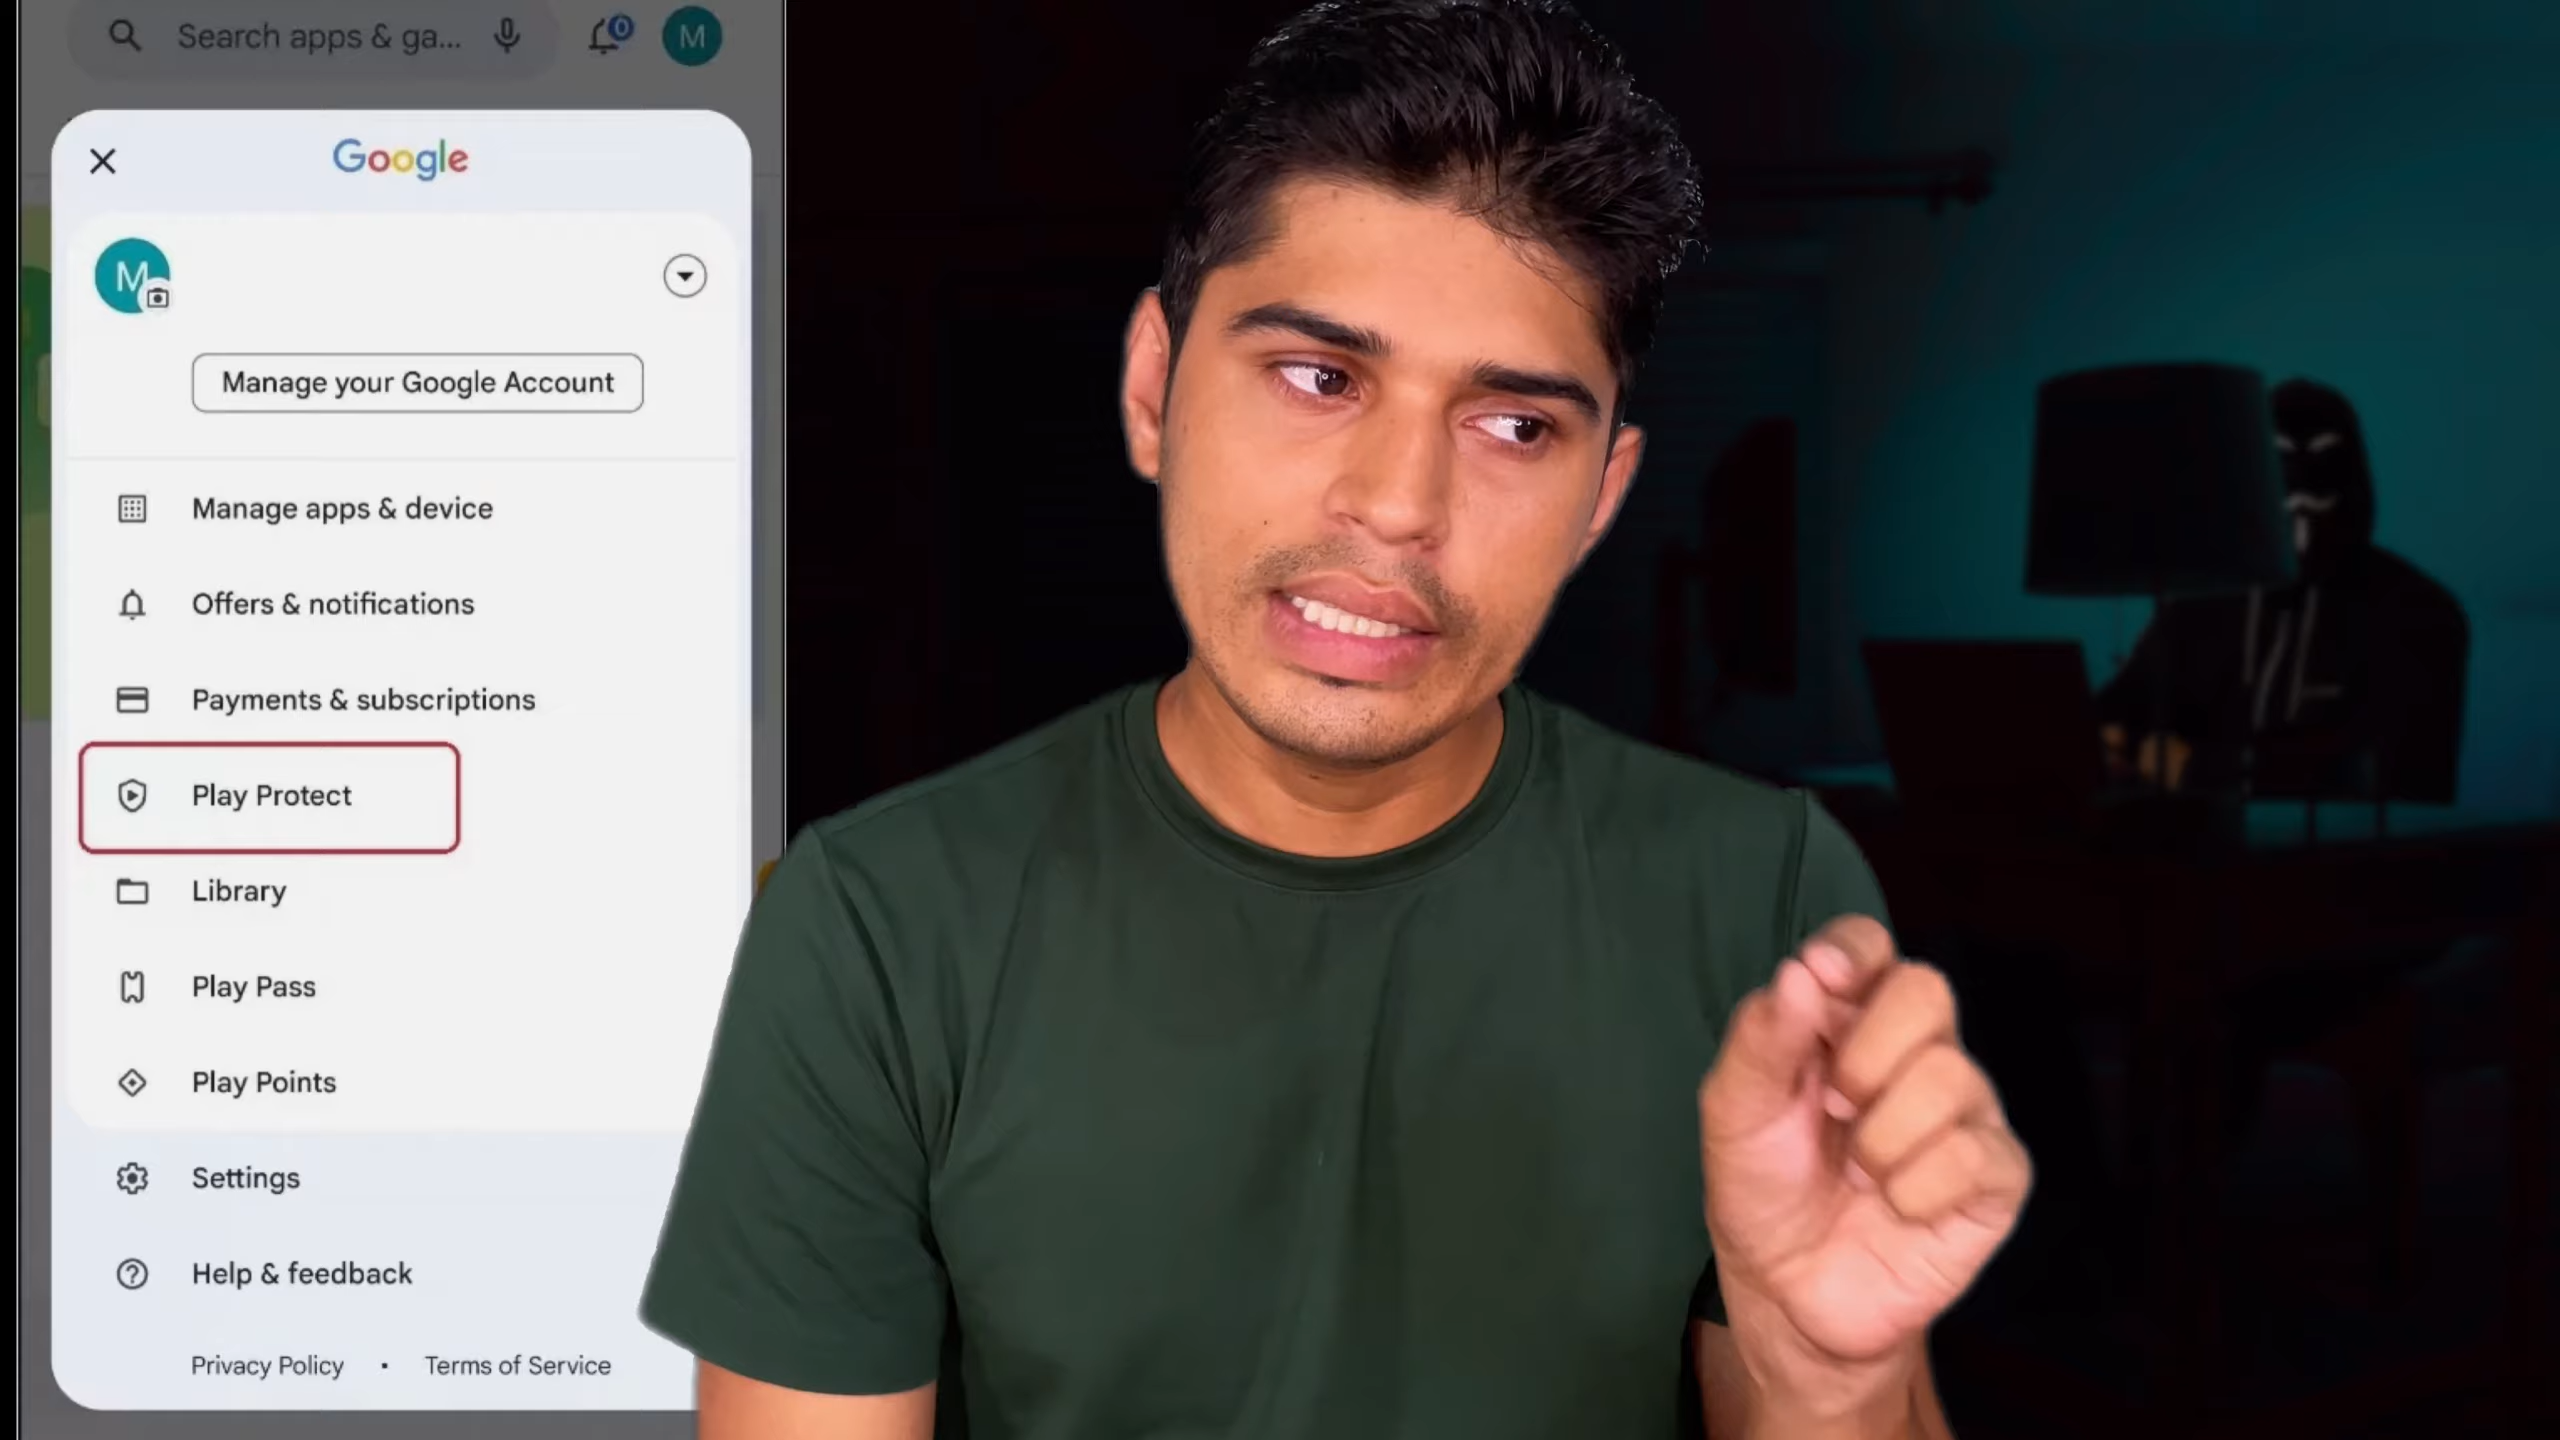 Search apps & ga...
0
M
Google
M
Manage your Google Account
Manage apps & device
Offers & notifications
Payments & subscriptions
Play Protect
Library
Play Pass
Play Points
Settings
Help & feedback
Privacy Policy • Terms of Service